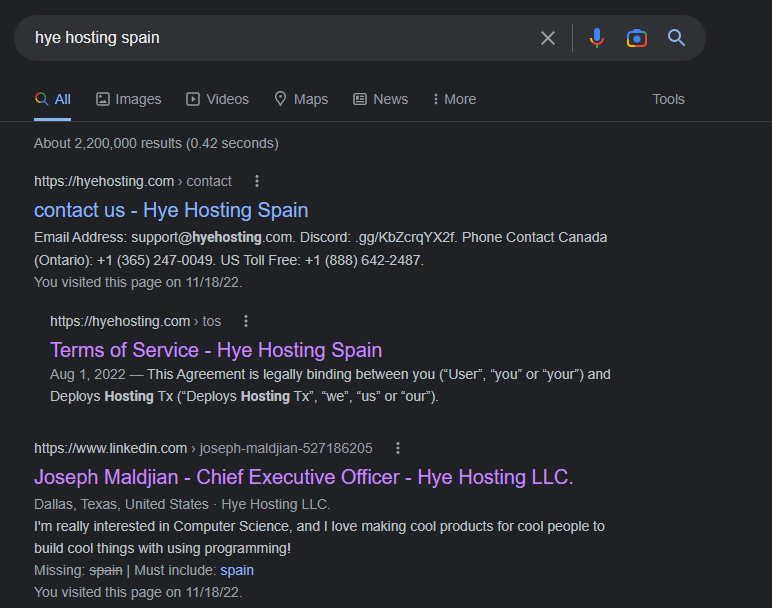 hye hosting spain
All Images Videos Maps News More Tools
About 2,200,000 results (0.42 seconds)
https://hyehosting.com › contact
contact us - Hye Hosting Spain
Email Address: support@hyehosting.com. Discord: .gg/KbZcrqYX2f. Phone Contact Canada
(Ontario): +1 (365) 247-0049. US Toll Free: +1 (888) 642-2487.
You visited this page on 11/18/22.
https://hyehosting.com › tos
Terms of Service - Hye Hosting Spain
Aug 1, 2022 — This Agreement is legally binding between you (“User”, “you” or “your”) and
Deploys Hosting Tx (“Deploys Hosting Tx”, “we”, “us” or “our”).
https://www.linkedin.com › joseph-maldjian-527186205
Joseph Maldjian - Chief Executive Officer - Hye Hosting LLC.
Dallas, Texas, United States · Hye Hosting LLC.
I'm really interested in Computer Science, and I love making cool products for cool people to
build cool things with using programming!
Missing: spain | Must include: spain
You visited this page on 11/18/22.